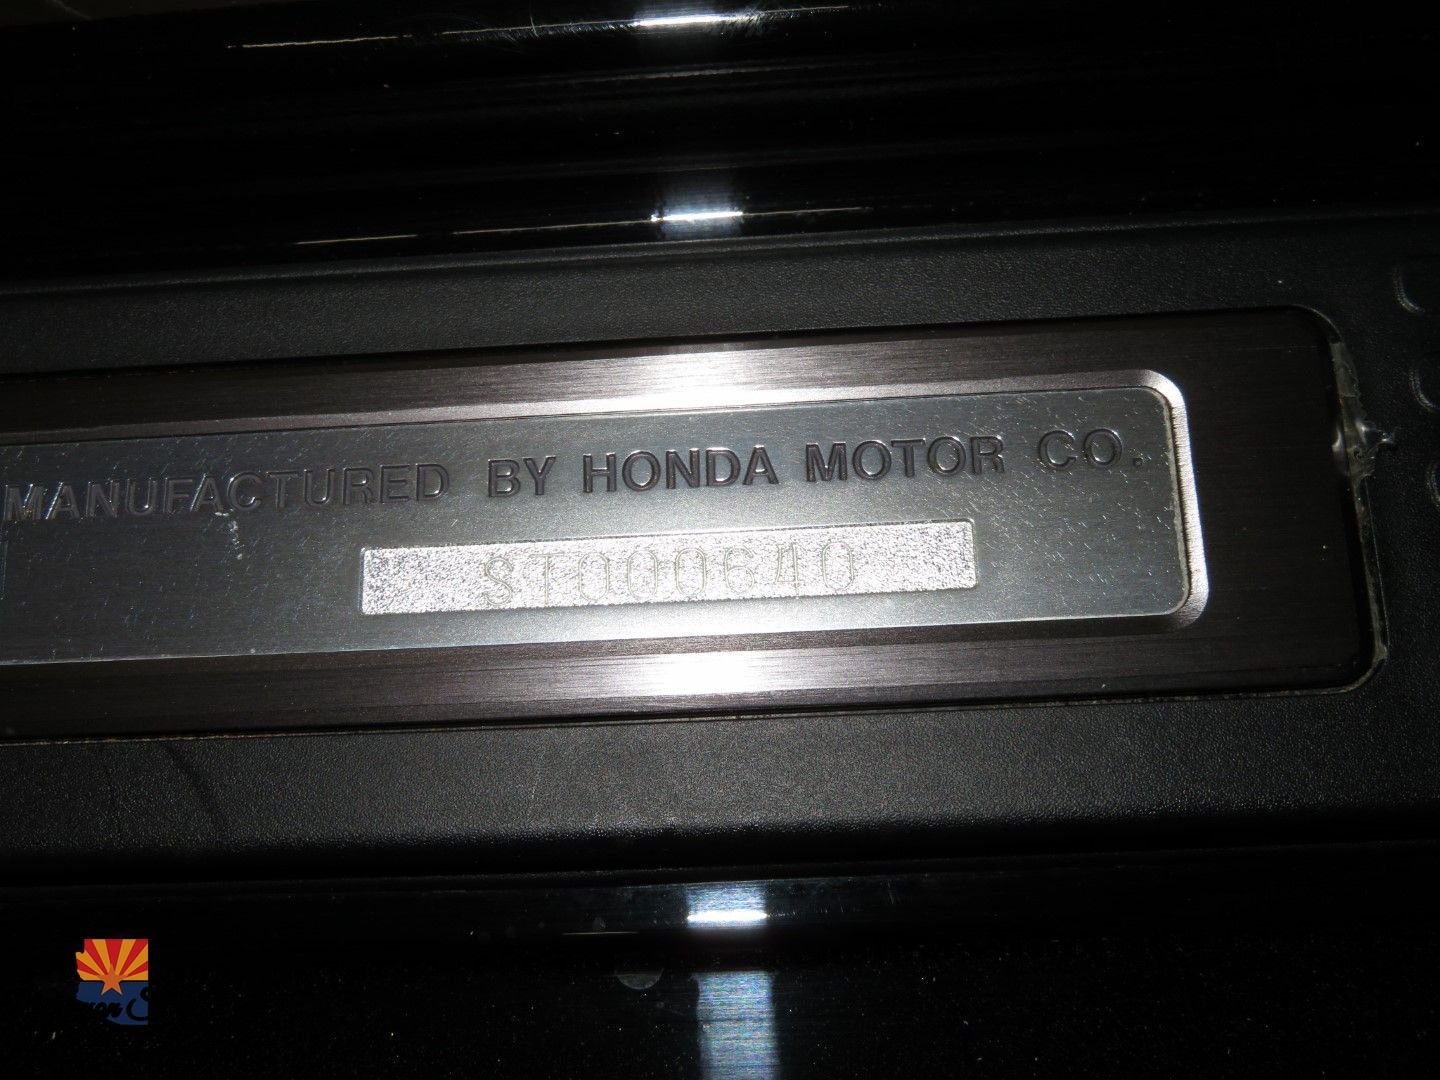 MANUFACTURED BY HONDA MOTOR CO.
ST000640